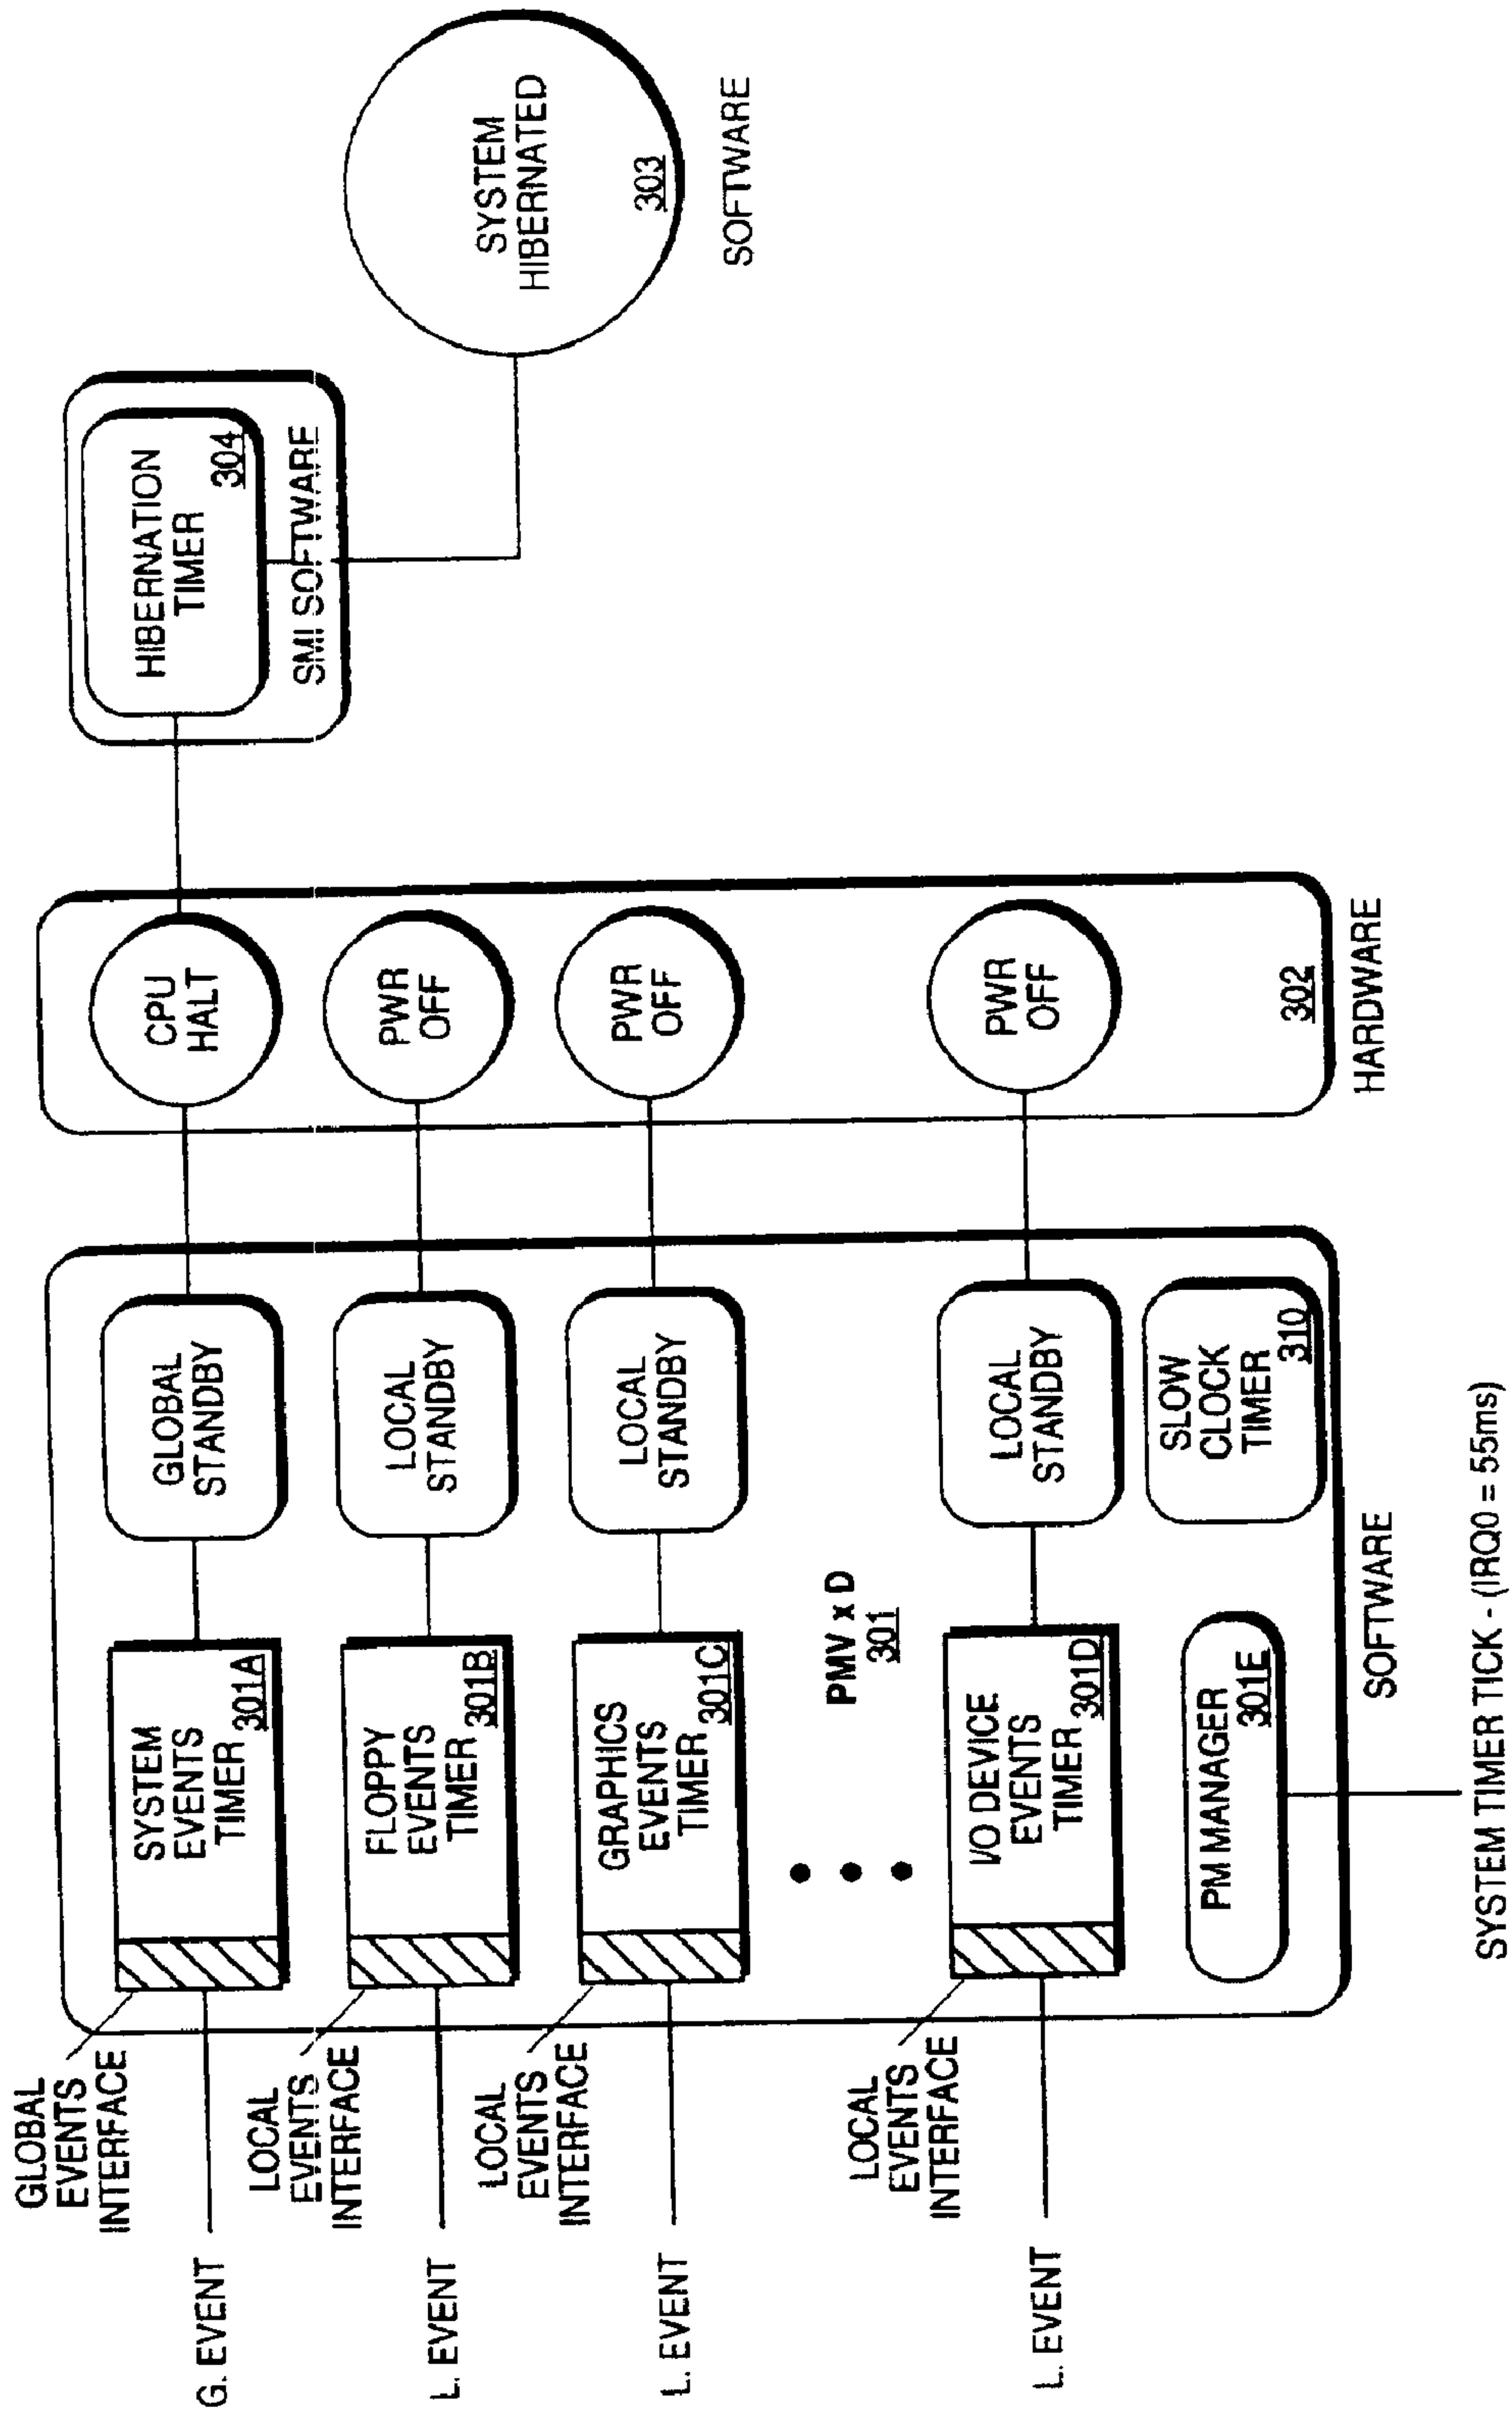 GLOBAL
EVENTS
INTERFACE
G. EVENT
SYSTEM
EVENTS
TIMER
301A
GLOBAL
STANDBY
CPU
HALT
HIBERNATION
TIMER
304
SMI SOFTWARE
LOCAL
EVENTS
INTERFACE
L. EVENT
FLOPPY
EVENTS
TIMER
301B
LOCAL
STANDBY
PWR
OFF
SYSTEM
HIBERNATED
303
SOFTWARE
LOCAL
EVENTS
INTERFACE
L. EVENT
GRAPHICS
EVENTS
TIMER
301C
LOCAL
STANDBY
PWR
OFF
PMV x D
301
LOCAL
EVENTS
INTERFACE
L. EVENT
I/O DEVICE
EVENTS
TIMER
301D
LOCAL
STANDBY
PWR
OFF
PM MANAGER
301E
SLOW
CLOCK
TIMER
310
302
SOFTWARE
HARDWARE
SYSTEM TIMER TICK - (IRQ0 = 55ms)